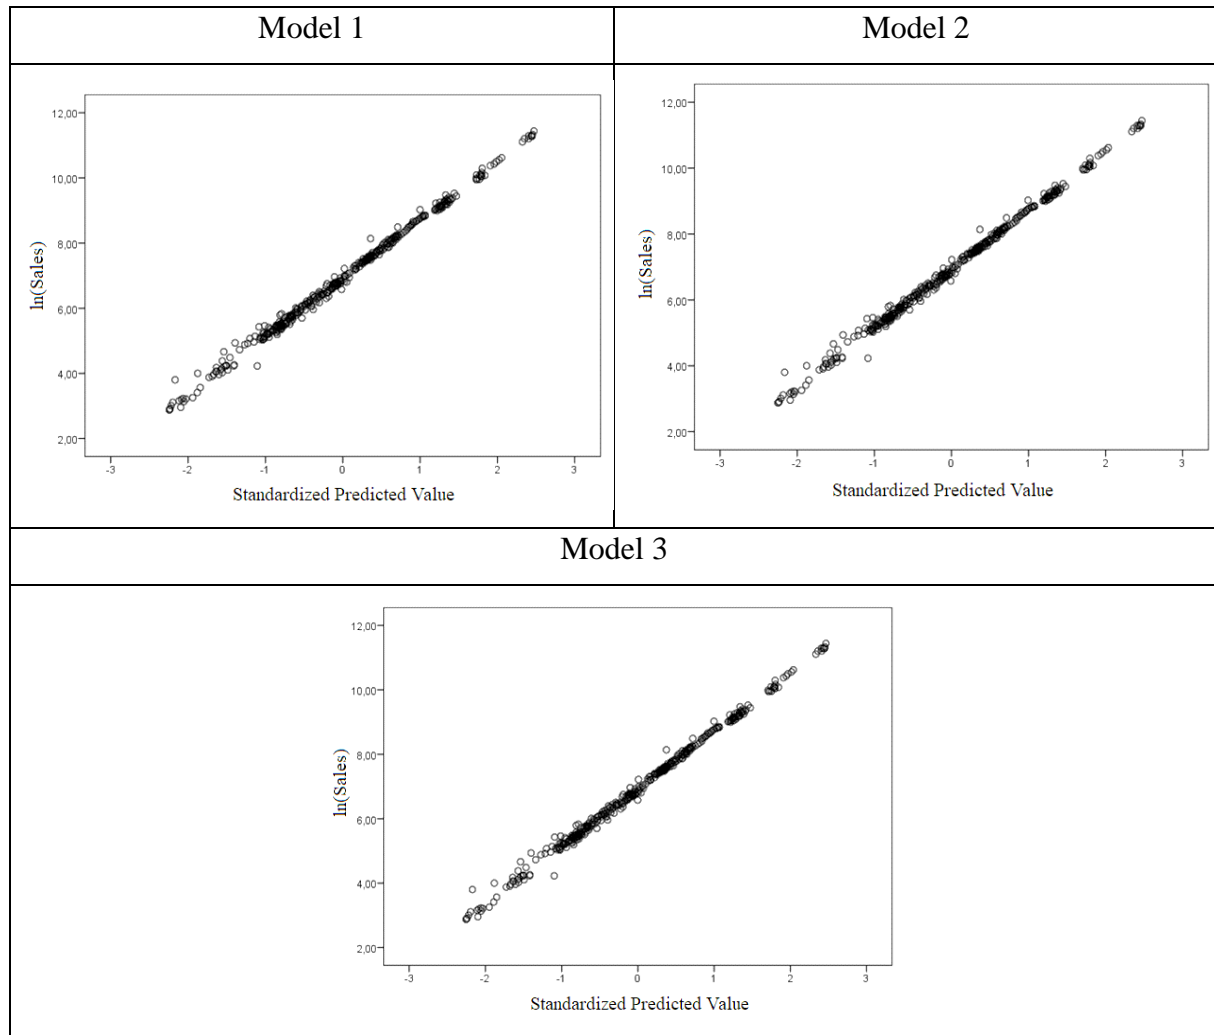 Model 1
Model 2
12,00
10,00
8,00
6,00
4,00
2,00
ln(Sales)
-3 -2 -1 0 1 2 3
Standardized Predicted Value
12,00
10,00
8,00
6,00
4,00
2,00
ln(Sales)
-3 -2 -1 0 1 2 3
Standardized Predicted Value
Model 3
12,00
10,00
8,00
6,00
4,00
2,00
ln(Sales)
-3 -2 -1 0 1 2 3
Standardized Predicted Value